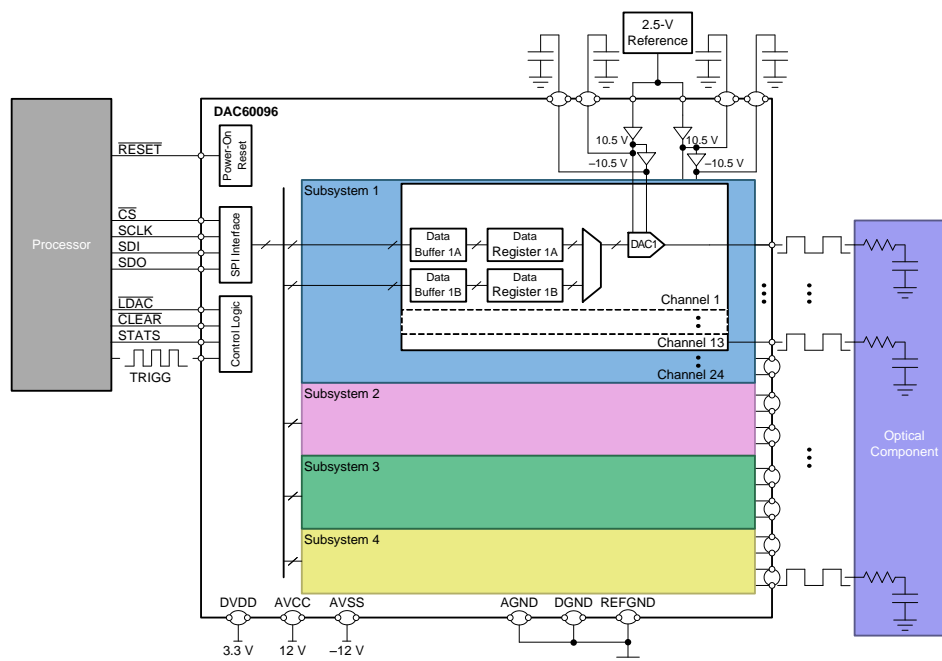 2.5-V
Reference
DAC60096
Processor
RESET
Power-On
Reset
10.5 V
10.5 V
–10.5 V
–10.5 V
Subsystem 1
CS
SCLK
SDI
SDO
SPI Interface
Data
Buffer 1A
Data
Register 1A
DAC1
Data
Buffer 1B
Data
Register 1B
LDAC
CLEAR
STATS
TRIGG
Control Logic
Channel 1
Channel 13
Channel 24
Subsystem 2
Optical
Component
Subsystem 3
Subsystem 4
DVDD
AVCC
AVSS
AGND
DGND
REFGND
3.3 V
12 V
–12 V